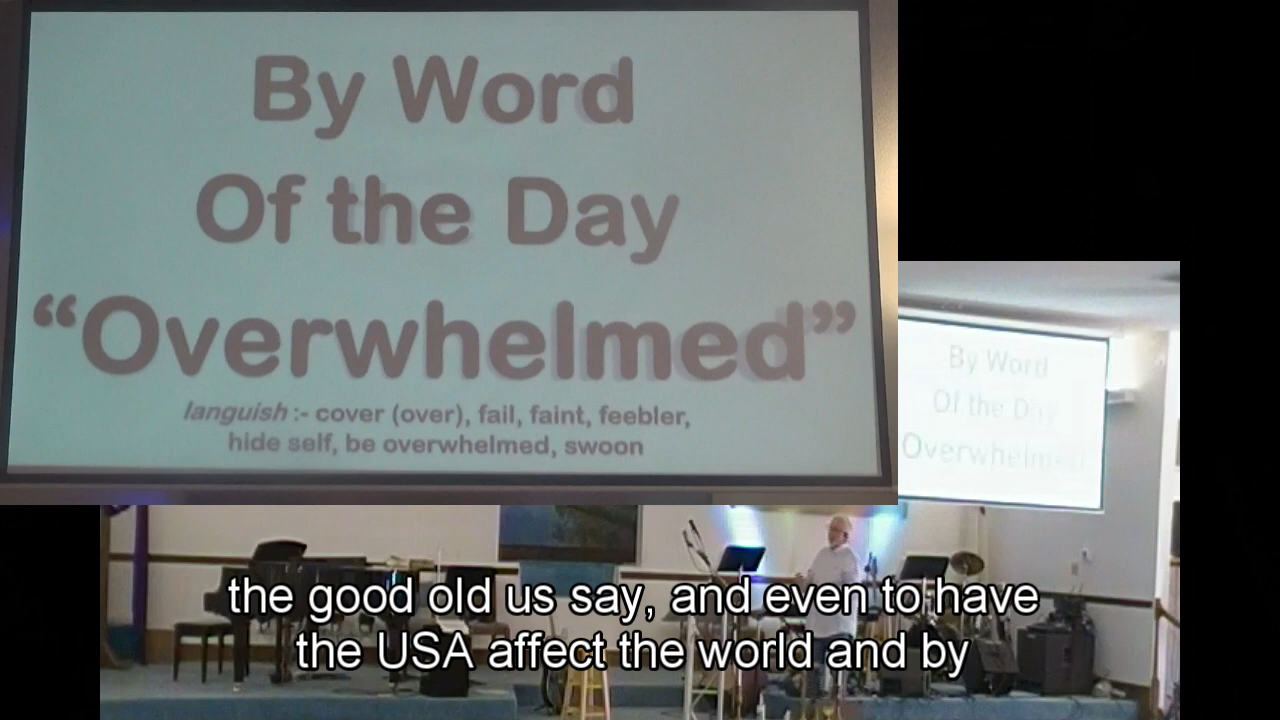 By Word
Of the Day
“Overwhelmed”
languish :- cover (over), fail, faint, feebler,
hide self, be overwhelmed, swoon
By Word
Of the Day
Overwhelmed
the good old us say, and even to have
the USA affect the world and by